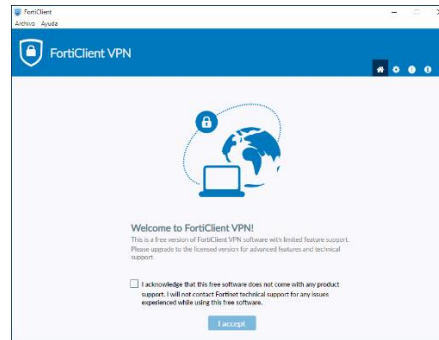 FortiClient
Archivo Ayuda
FortiClient VPN
Welcome to FortiClient VPN!
This is a free version of FortiClient VPN software with limited feature support.
Please upgrade to the licensed version for advanced features and technical
support.
I acknowledge that this free software does not come with any product
support. I will not contact Fortinet technical support for any issues
experienced while using this free software.
I accept